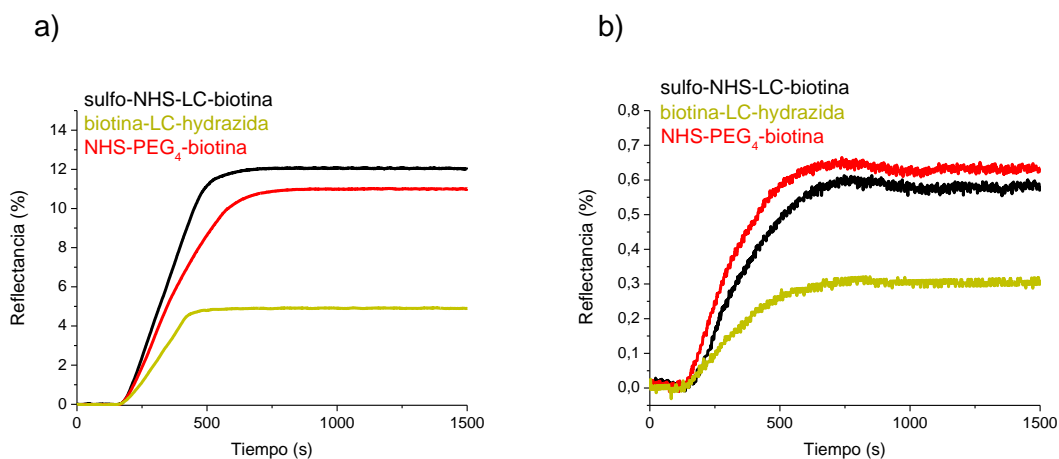 a)
sulfo-NHS-LC-biotina
biotina-LC-hydrazida
NHS-PEG4-biotina
14
12
10
8
6
4
2
0
Reflectancia (%)
0 500 1000 1500
Tiempo (s)
b)
sulfo-NHS-LC-biotina
biotina-LC-hydrazida
NHS-PEG4-biotina
0,8
0,7
0,6
0,5
0,4
0,3
0,2
0,1
0,0
Reflectancia (%)
0 250 500 750 1000 1250 1500
Tiempo (s)